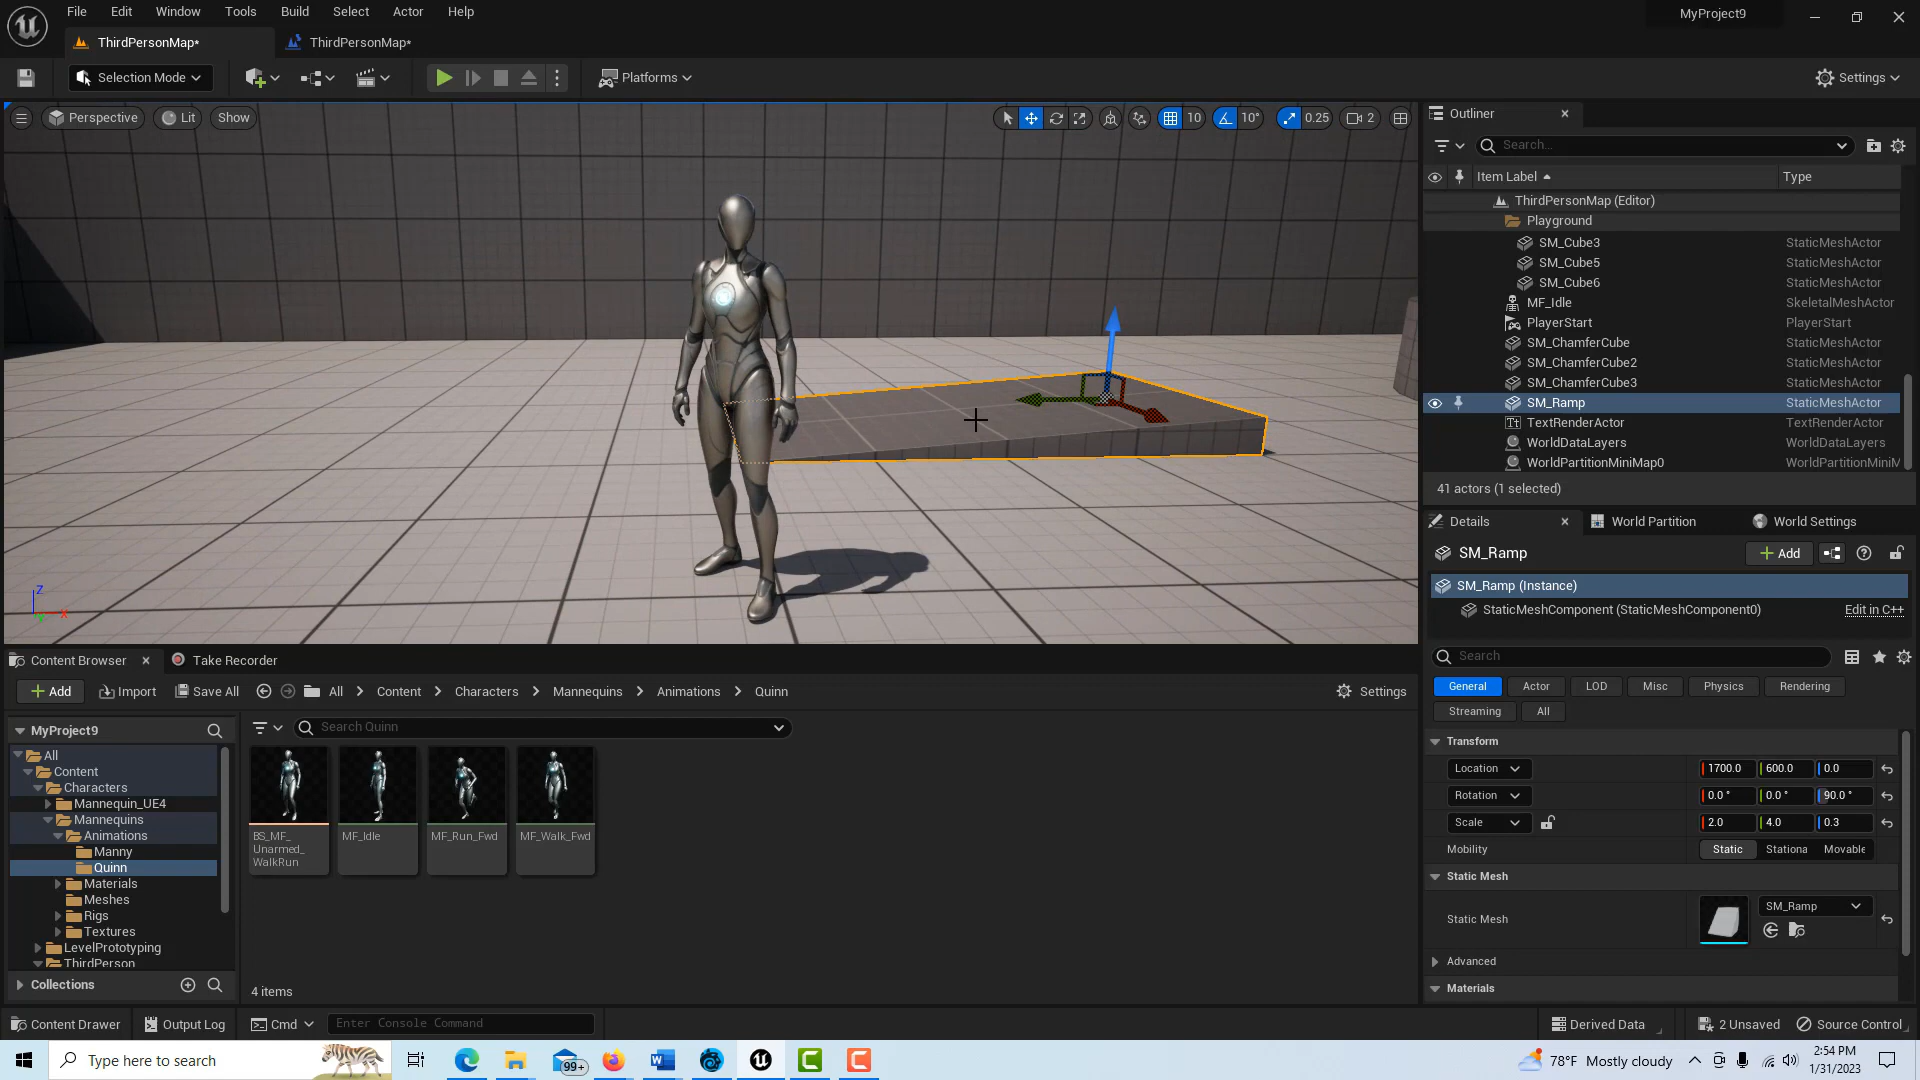 File Edit Window Tools Build Select Actor Help MyProject9
ThirdPersonMap* ThirdPersonMap*
Selection Mode Platforms Settings
Perspective Lit Show 10 10° 0.25 2
Outliner
Search...
Item Label Type
ThirdPersonMap (Editor)
Playground
SM_Cube3 StaticMeshActor
SM_Cube5 StaticMeshActor
SM_Cube6 StaticMeshActor
MF_Idle SkeletalMeshActor
PlayerStart PlayerStart
SM_ChamferCube StaticMeshActor
SM_ChamferCube2 StaticMeshActor
SM_ChamferCube3 StaticMeshActor
SM_Ramp StaticMeshActor
TextRenderActor TextRenderActor
WorldDataLayers WorldDataLayers
WorldPartitionMiniMap0 WorldPartitionMiniM
41 actors (1 selected)
Details World Partition World Settings
SM_Ramp Add
SM_Ramp (Instance)
StaticMeshComponent (StaticMeshComponent0) Edit in C++
Search
General Actor LOD Misc Physics Rendering
Streaming All
Transform
Location 1700.0 600.0 0.0
Rotation 0.0 ° 0.0 ° 90.0 °
Scale 2.0 4.0 0.3
Mobility Static Stationa Movable
Static Mesh
Static Mesh SM_Ramp
Advanced
Materials
Z
X
Content Browser Take Recorder
Add Import Save All All Content Characters Mannequins Animations Quinn Settings
MyProject9
Search Quinn
All
Content
Characters
Mannequin_UE4
Mannequins
Animations
Manny
Quinn
Materials
Meshes
Rigs
Textures
LevelPrototyping
ThirdPerson
Collections
BS_MF_
Unarmed_
WalkRun
MF_Idle
MF_Run_Fwd
MF_Walk_Fwd
4 items
Content Drawer Output Log Cmd Enter Console Command Derived Data 2 Unsaved Source Control
Type here to search 99+ 78°F Mostly cloudy
2:54 PM
1/31/2023